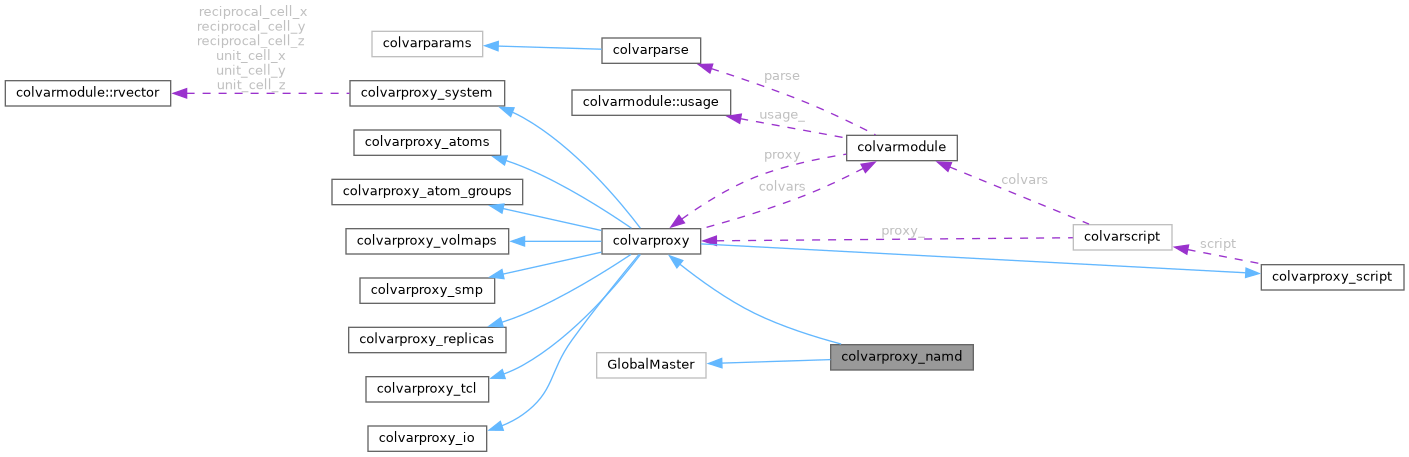 reciprocal_cell_x
reciprocal_cell_y
reciprocal_cell_z
unit_cell_x
unit_cell_y
unit_cell_z
colvarparams
colvarparse
parse
colvarmodule::rvector
colvarproxy_system
colvarmodule::usage
usage_
colvarproxy_atoms
colvarmodule
proxy
colvars
colvars
colvarproxy_atom_groups
colvarproxy_volmaps
colvarproxy
proxy_
colvarscript
script
colvarproxy_script
colvarproxy_smp
colvarproxy_replicas
GlobalMaster
colvarproxy_namd
colvarproxy_tcl
colvarproxy_io